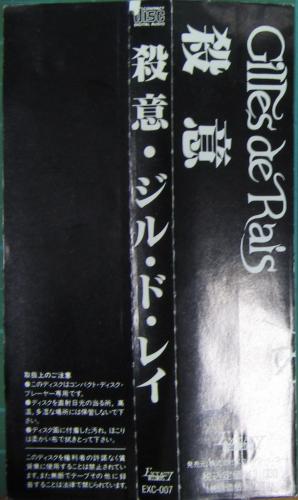 Gilles de Rais
殺意
COMPACT
disc
DIGITAL AUDIO
殺意・ジル・ド・レイ
EXC-007
取扱上のご注意
●このディスクはコンパクト・ディスク・
プレーヤー専用です。
●ディスクを直射日光の当る所、高
温、多湿な場所には保管しないで下
さい。
●ディスク面に付着した汚れ、ほこり
は柔かい布で拭きとって下さい。
このディスクを権利者の許諾なく賃
貸業に使用することは禁止されてい
ます。また無断でテープその他に録
音することは法律で禁じられています。